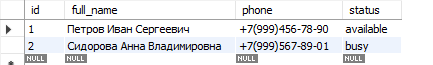 id full_name phone status
1 Петров Иван Сергеевич +7(999)456-78-90 available
2 Сидорова Анна Владимировна +7(999)567-89-01 busy
NULL NULL NULL NULL